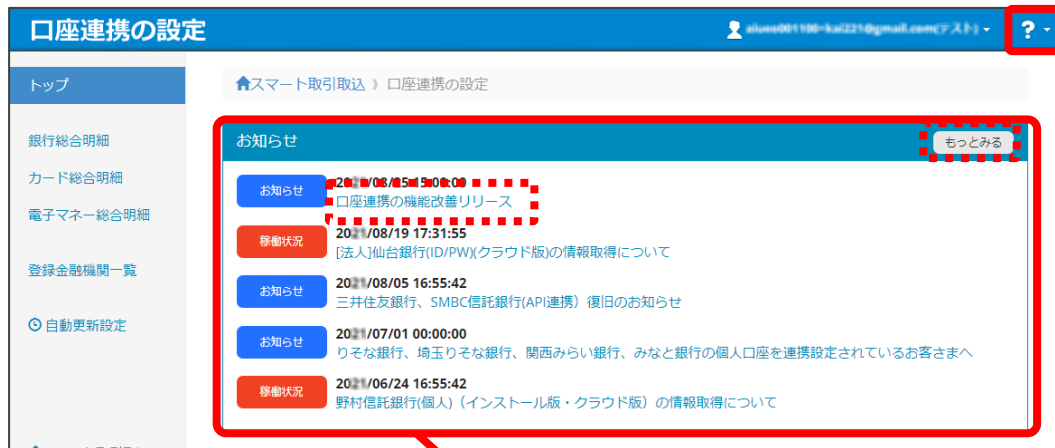 口座連携の設定
(テスト)
?
トップ
スマート取引取込 》 口座連携の設定
銀行総合明細
カード総合明細
電子マネー総合明細
登録金融機関一覧
自動更新設定
お知らせ
もっとみる
お知らせ
口座連携の機能改善リリース
稼働状況
2021/08/19 17:31:55
[法人]仙台銀行(ID/PW)(クラウド版)の情報取得について
お知らせ
2021/08/05 16:55:42
三井住友銀行、SMBC信託銀行(API連携）復旧のお知らせ
お知らせ
2021/07/01 00:00:00
りそな銀行、埼玉りそな銀行、関西みらい銀行、みなと銀行の個人口座を連携設定されているお客さまへ
稼働状況
2021/06/24 16:55:42
野村信託銀行(個人)（インストール版・クラウド版）の情報取得について